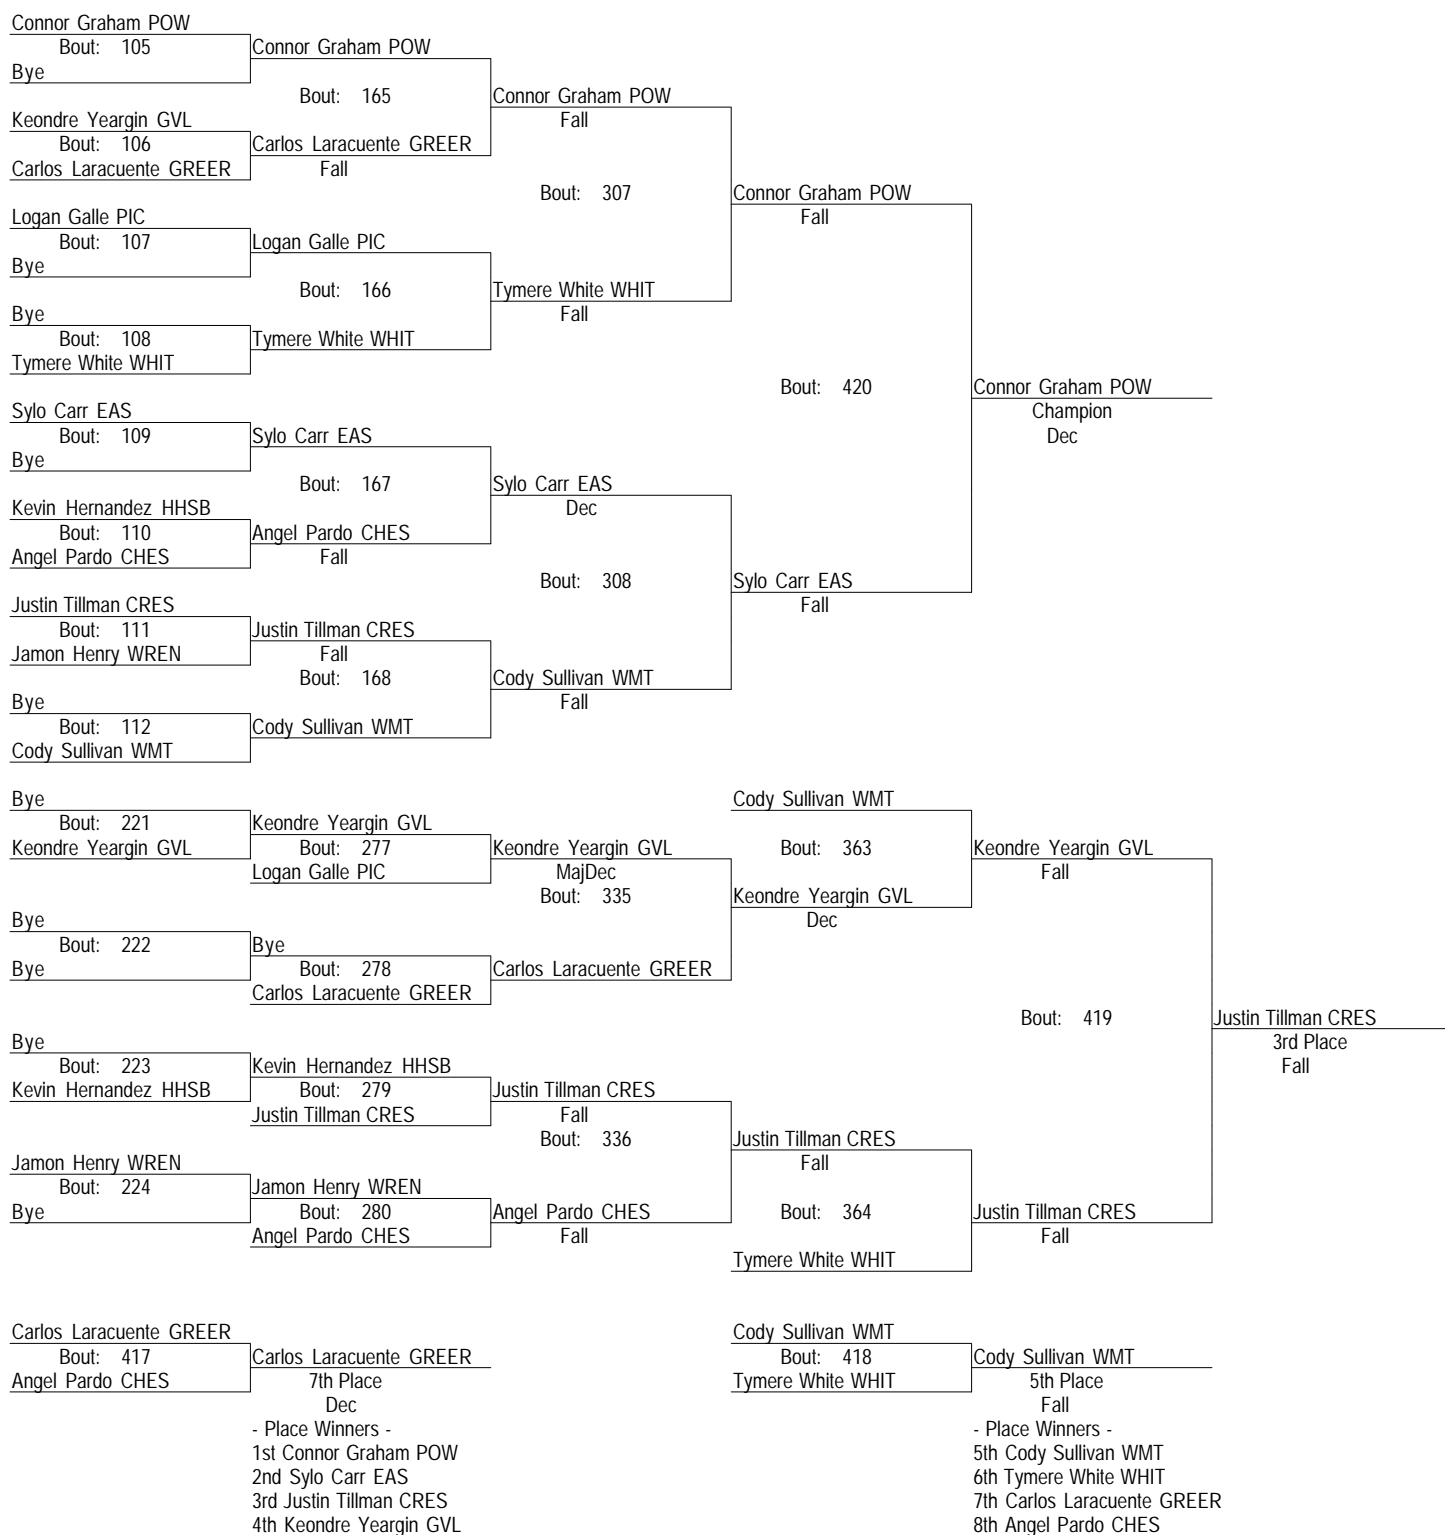 Connor Graham POW
Bout: 105
Connor Graham POW
Bye
Bout: 165
Connor Graham POW
Fall
Keondre Yeargin GVL
Bout: 106
Carlos Laracuente GREER
Carlos Laracuente GREER
Fall
Bout: 307
Connor Graham POW
Fall
Logan Galle PIC
Bout: 107
Logan Galle PIC
Bye
Bout: 166
Tymere White WHIT
Fall
Bye
Bout: 108
Tymere White WHIT
Tymere White WHIT
Bout: 420
Connor Graham POW
Champion
Dec
Sylo Carr EAS
Bout: 109
Sylo Carr EAS
Bye
Bout: 167
Sylo Carr EAS
Dec
Kevin Hernandez HHSB
Bout: 110
Angel Pardo CHES
Angel Pardo CHES
Fall
Bout: 308
Sylo Carr EAS
Fall
Justin Tillman CRES
Bout: 111
Justin Tillman CRES
Jamon Henry WREN
Fall
Bout: 168
Cody Sullivan WMT
Fall
Bye
Bout: 112
Cody Sullivan WMT
Cody Sullivan WMT
Bye
Bout: 221
Keondre Yeargin GVL
Keondre Yeargin GVL
Bout: 277
Logan Galle PIC
Keondre Yeargin GVL
MajDec
Bout: 335
Cody Sullivan WMT
Bout: 363
Keondre Yeargin GVL
Dec
Keondre Yeargin GVL
Fall
Bye
Bout: 222
Bye
Bye
Bout: 278
Carlos Laracuente GREER
Carlos Laracuente GREER
Bout: 419
Justin Tillman CRES
3rd Place
Fall
Bye
Bout: 223
Kevin Hernandez HHSB
Kevin Hernandez HHSB
Bout: 279
Justin Tillman CRES
Justin Tillman CRES
Fall
Bout: 336
Justin Tillman CRES
Fall
Jamon Henry WREN
Bout: 224
Bye
Jamon Henry WREN
Bout: 280
Angel Pardo CHES
Angel Pardo CHES
Fall
Bout: 364
Tymere White WHIT
Justin Tillman CRES
Fall
Carlos Laracuente GREER
Bout: 417
Angel Pardo CHES
Carlos Laracuente GREER
7th Place
Dec
- Place Winners -
1st Connor Graham POW
2nd Sylo Carr EAS
3rd Justin Tillman CRES
4th Keondre Yeargin GVL
Cody Sullivan WMT
Bout: 418
Tymere White WHIT
Cody Sullivan WMT
5th Place
Fall
- Place Winners -
5th Cody Sullivan WMT
6th Tymere White WHIT
7th Carlos Laracuente GREER
8th Angel Pardo CHES